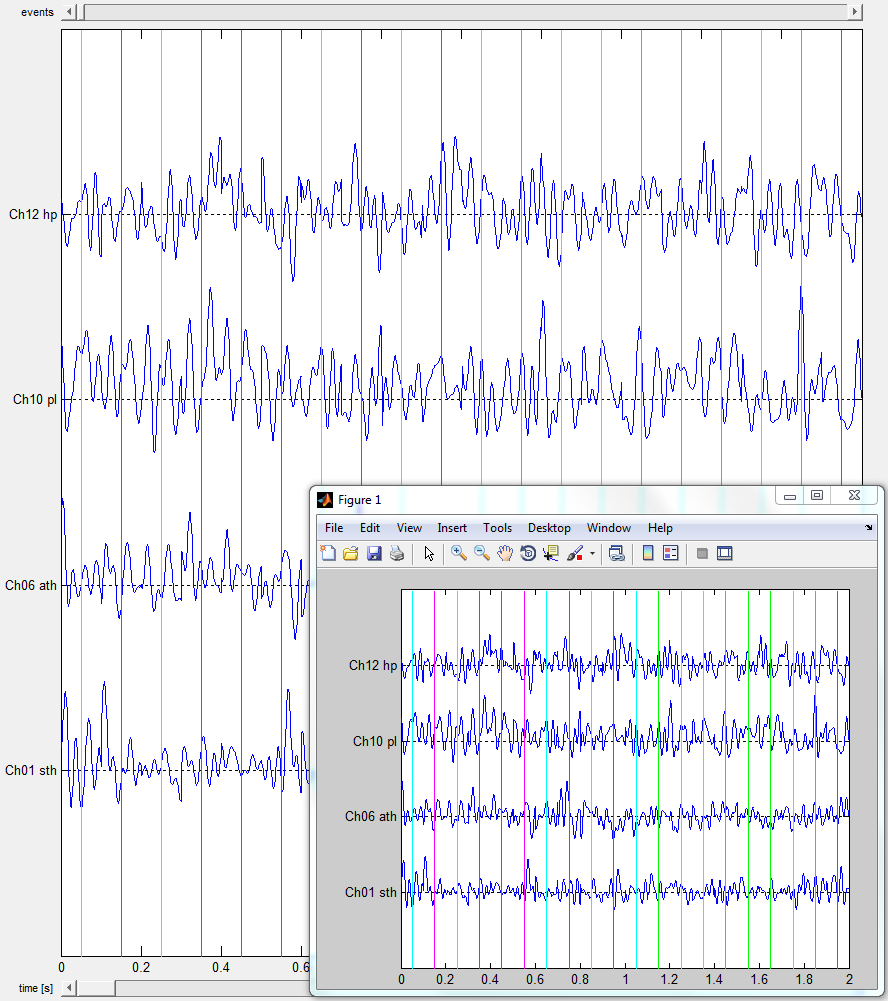 events
Ch12 hp
Ch10 pl
Ch06 ath
Ch01 sth
0 0.2 0.4 0.6
time [s]
Figure 1
File Edit View Insert Tools Desktop Window Help
Ch12 hp
Ch10 pl
Ch06 ath
Ch01 sth
0 0.2 0.4 0.6 0.8 1 1.2 1.4 1.6 1.8 2